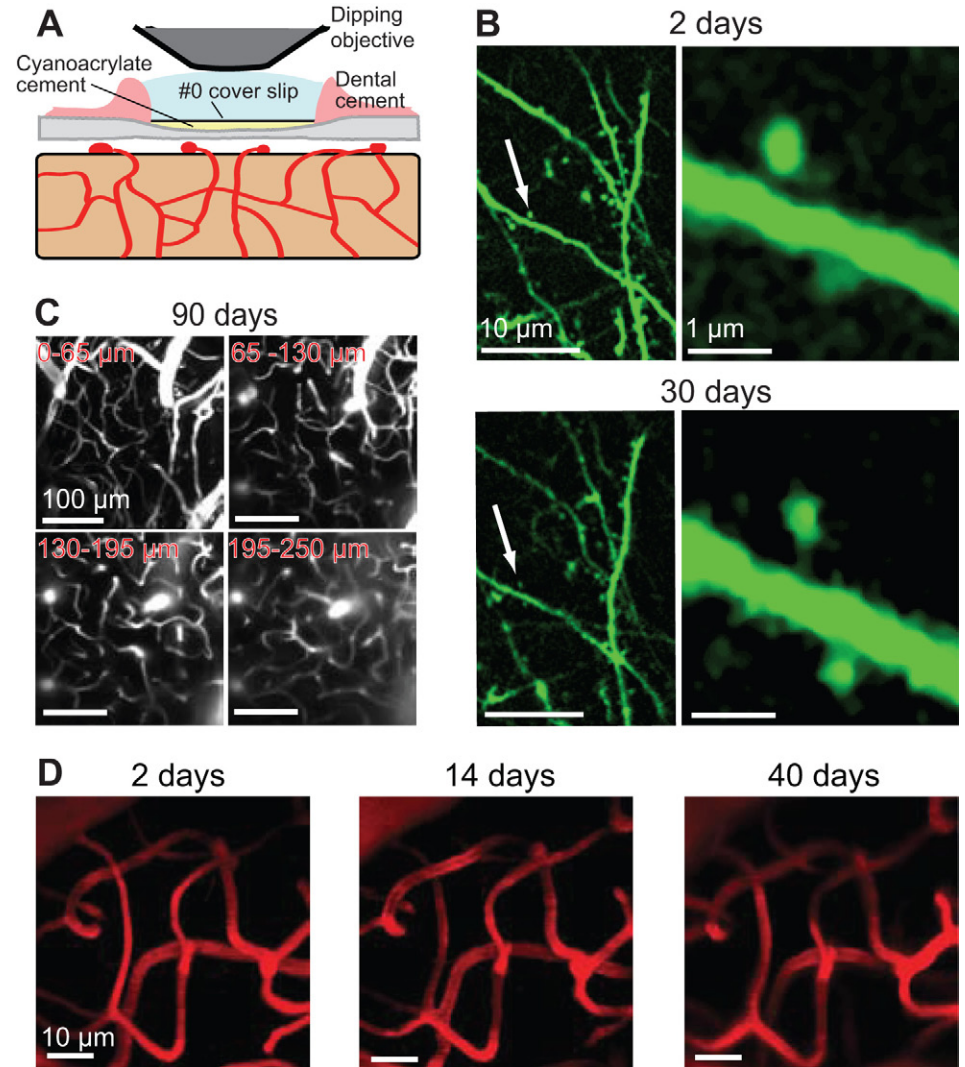 A
Dipping
objective
Cyanoacrylate
cement
#0 cover slip
Dental
cement
B
2 days
10 µm
1 µm
30 days
C
90 days
0-65 µm
65 -130 µm
100 µm
130-195 µm
195-250 µm
D
2 days
14 days
40 days
10 µm